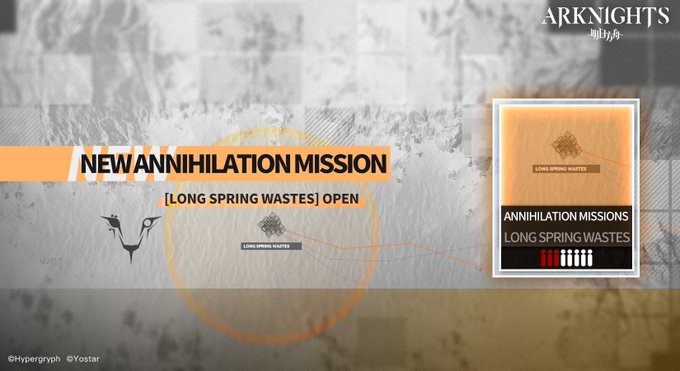 ARKNIGHTS
明日方舟
NEW
NEW ANNIHILATION MISSION
[LONG SPRING WASTES] OPEN
LONG SPRING WASTES
LONG SPRING WASTES
ANNIHILATION MISSIONS
LONG SPRING WASTES
©Hypergryph ©Yostar